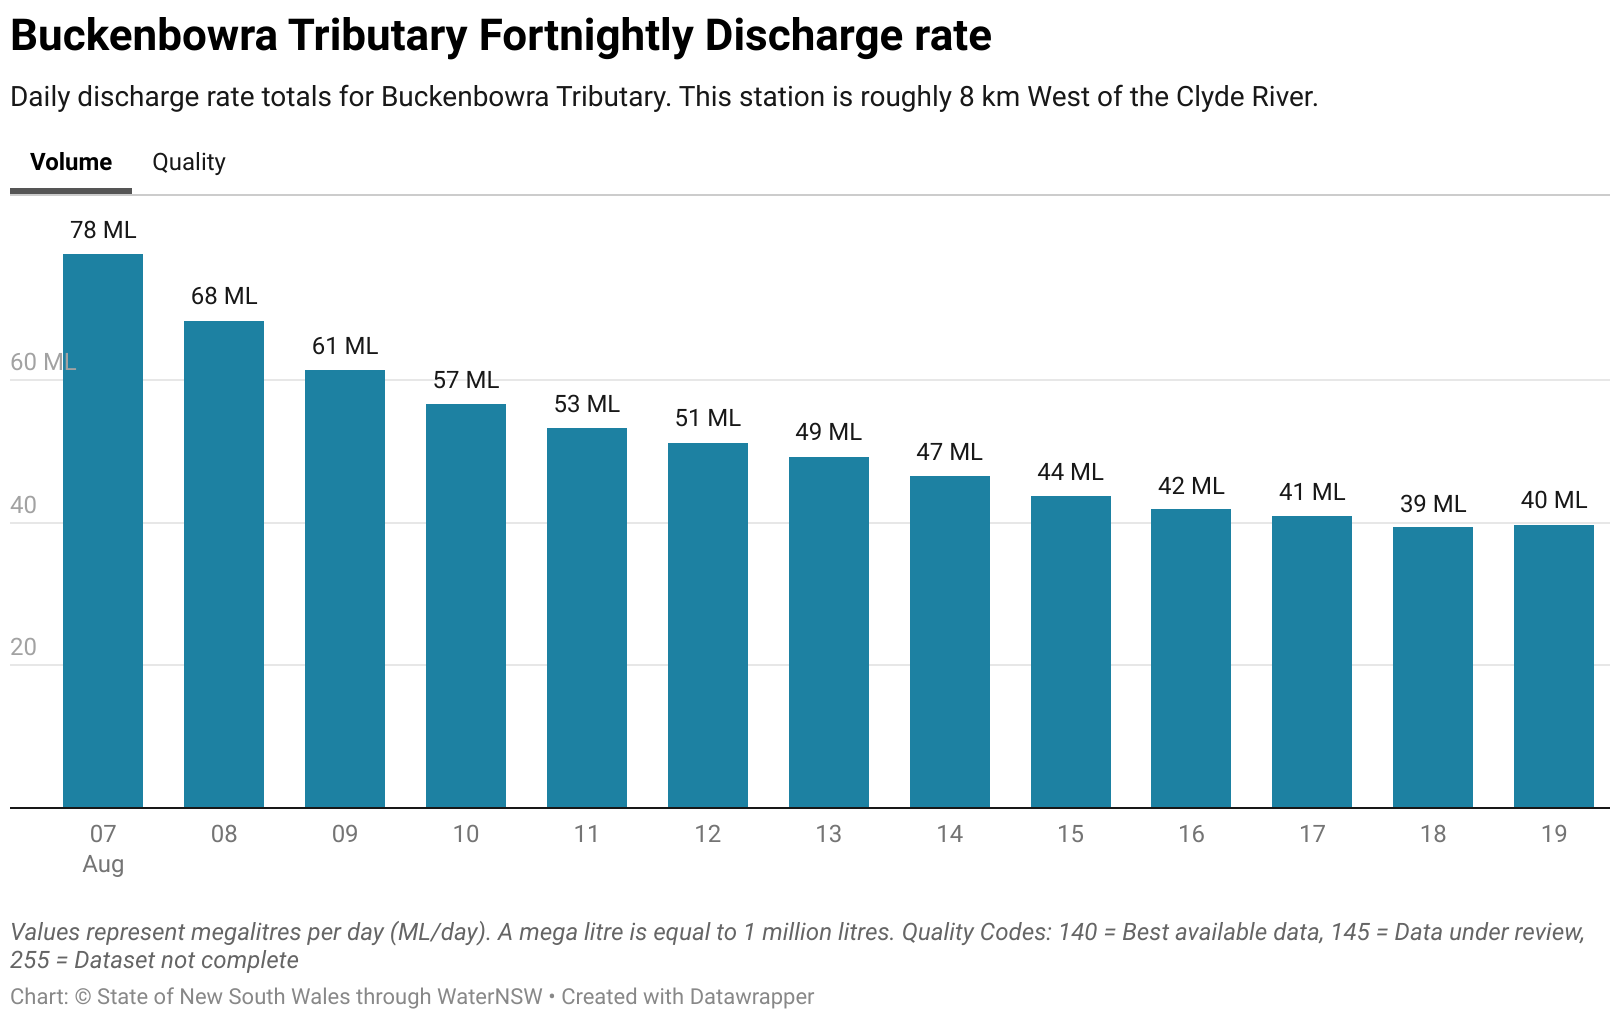 Buckenbowra Tributary Fortnightly Discharge rate
Daily discharge rate totals for Buckenbowra Tributary. This station is roughly 8 km West of the Clyde River.
Volume Quality
78 ML
68 ML
61 ML
60 ML
57 ML
53 ML
51 ML
49 ML
47 ML
44 ML
42 ML
41 ML
39 ML
40 ML
40
20
07 08 09 10 11 12 13 14 15 16 17 18 19
Aug
Values represent megalitres per day (ML/day). A mega litre is equal to 1 million litres. Quality Codes: 140 = Best available data, 145 = Data under review,
255 = Dataset not complete
Chart: © State of New South Wales through WaterNSW • Created with Datawrapper